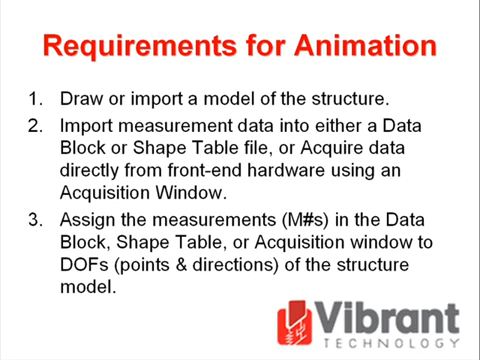 Requirements for Animation
1. Draw or import a model of the structure.
2. Import measurement data into either a Data
Block or Shape Table file, or Acquire data
directly from front-end hardware using an
Acquisition Window.
3. Assign the measurements (M#s) in the Data
Block, Shape Table, or Acquisition window to
DOFs (points & directions) of the structure
model.
Vibrant
TECHNOLOGY